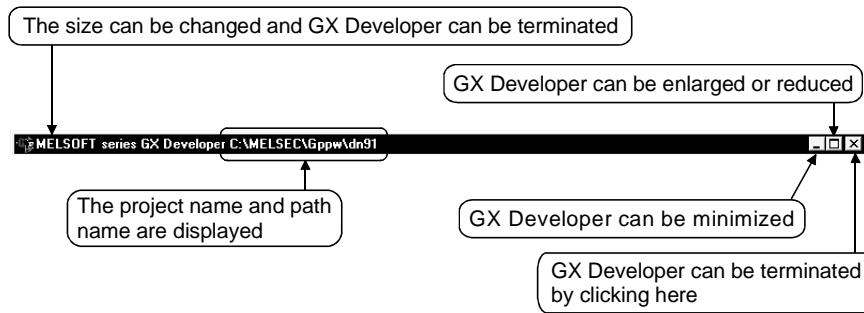 The size can be changed and GX Developer can be terminated
GX Developer can be enlarged or reduced
MELSOFT series GX Developer C:\MELSEC\Gppw\dn91
The project name and path
name are displayed
GX Developer can be minimized
GX Developer can be terminated
by clicking here